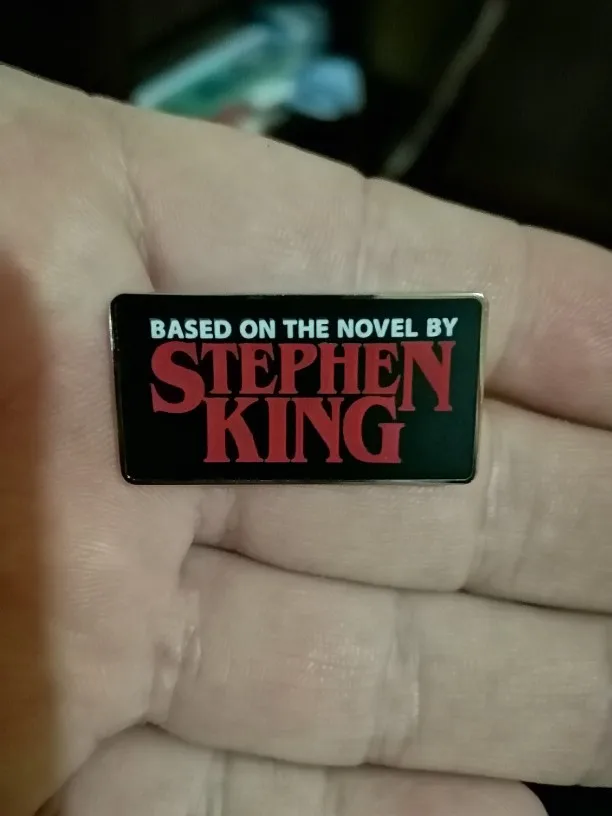 BASED ON THE NOVEL BY
STEPHEN
KING